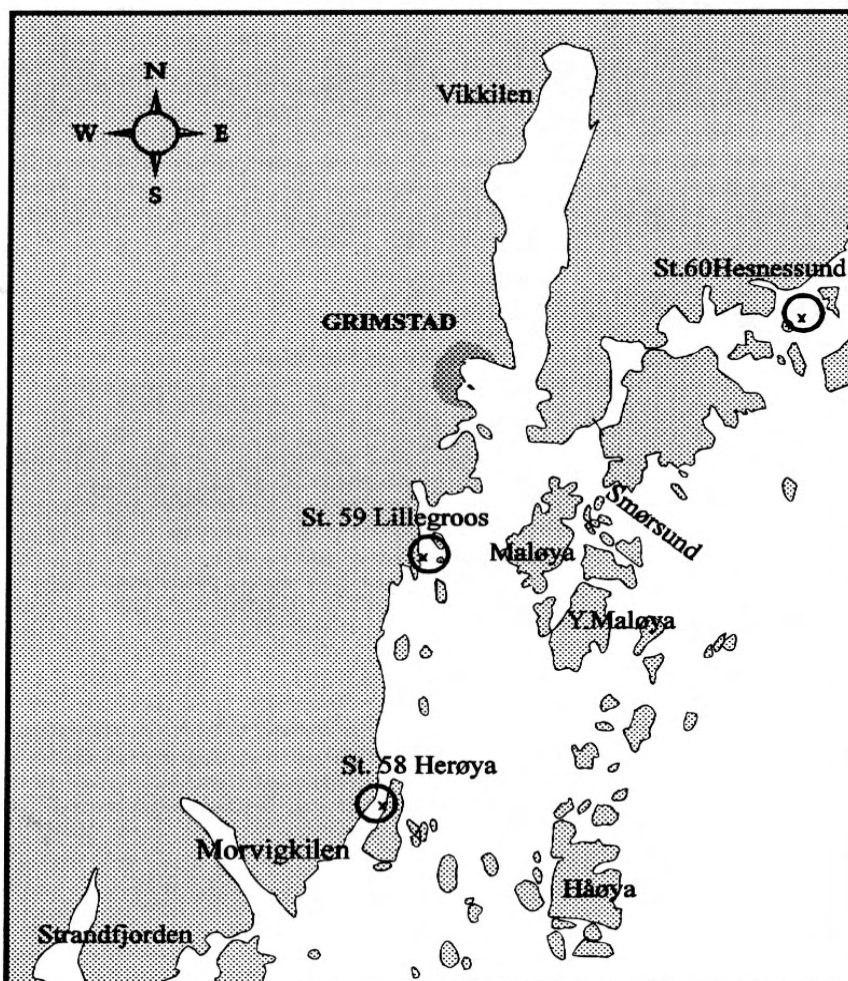 N
Vikkilen
W E
S
St.60Hesnessund
GRIMSTAD
Smørsund
St. 59 Lillegroos
Maløya
Y.Maløya
St. 58 Herøya
Morvigkilen
Håøya
Strandfjorden